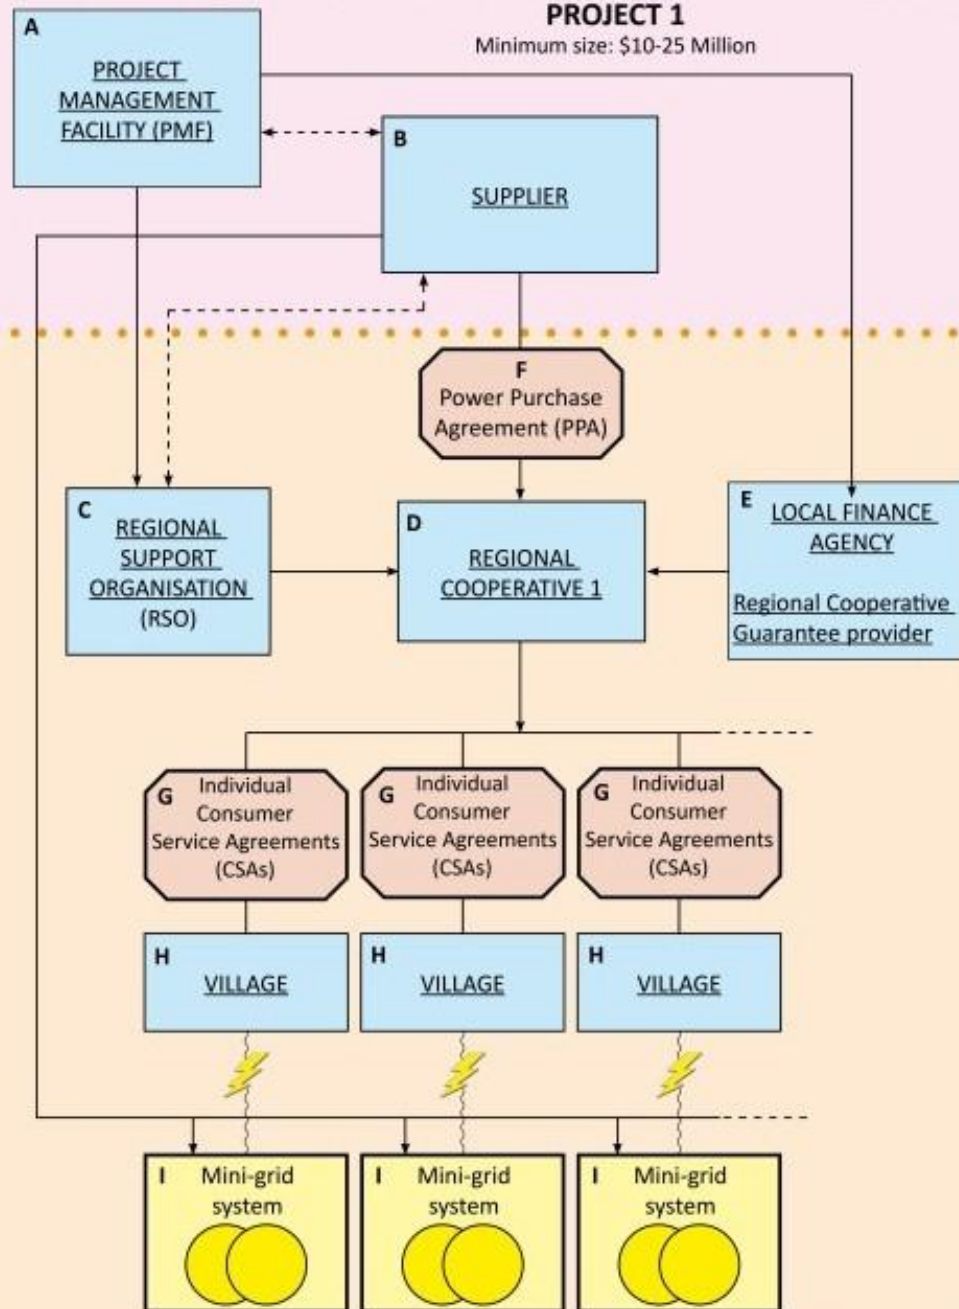 PROJECT 1
Minimum size: $10-25 Million
A
PROJECT
MANAGEMENT
FACILITY (PMF)
B
SUPPLIER
F
Power Purchase
Agreement (PPA)
C
REGIONAL
SUPPORT
ORGANISATION
(RSO)
D
REGIONAL
COOPERATIVE 1
E
LOCAL FINANCE
AGENCY
Regional Cooperative
Guarantee provider
G
Individual
Consumer
Service Agreements
(CSAs)
G
Individual
Consumer
Service Agreements
(CSAs)
G
Individual
Consumer
Service Agreements
(CSAs)
H
VILLAGE
H
VILLAGE
H
VILLAGE
I
Mini-grid
system
I
Mini-grid
system
I
Mini-grid
system